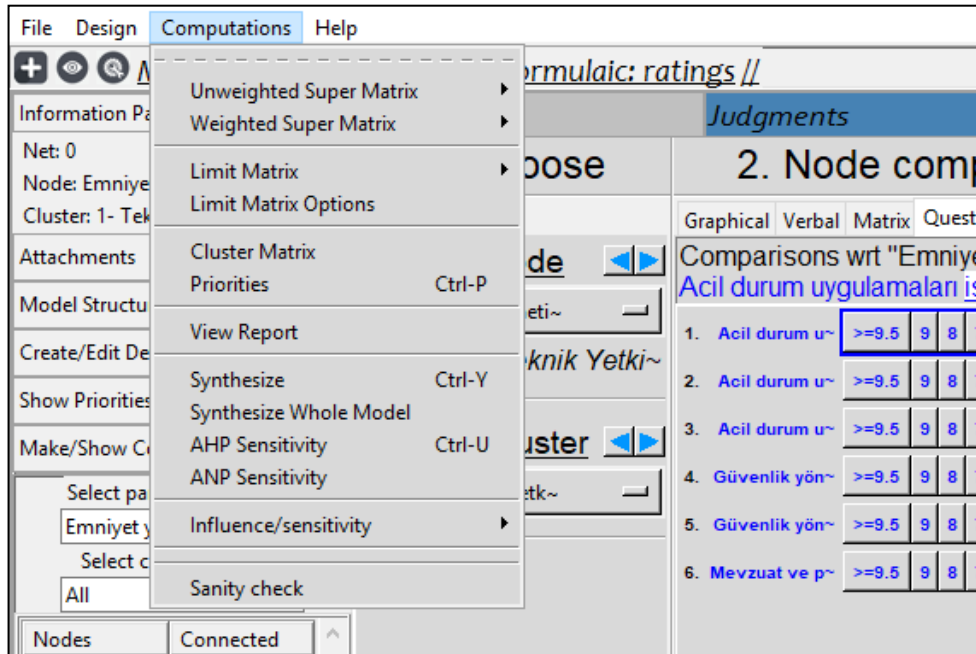 File Design Computations Help
ormulaic: ratings //
Information Pa
Judgments
Net: 0
Node: Emniye
Cluster: 1- Tek
Attachments
Model Structu
Create/Edit De
Show Priorities
Make/Show C
Select pa
Emniyet y
Select c
All
Nodes Connected
Unweighted Super Matrix
Weighted Super Matrix
Limit Matrix
Limit Matrix Options
Cluster Matrix
Priorities Ctrl-P
View Report
Synthesize Ctrl-Y
Synthesize Whole Model
AHP Sensitivity Ctrl-U
ANP Sensitivity
Influence/sensitivity
Sanity check
oose
de
eti~
knik Yetki~
uster
etk~
2. Node comp
Graphical Verbal Matrix Quest
Comparisons wrt "Emniye
Acil durum uygulamaları is
1. Acil durum u~ >=9.5 9 8
2. Acil durum u~ >=9.5 9 8
3. Acil durum u~ >=9.5 9 8
4. Güvenlik yön~ >=9.5 9 8
5. Güvenlik yön~ >=9.5 9 8
6. Mevzuat ve p~ >=9.5 9 8